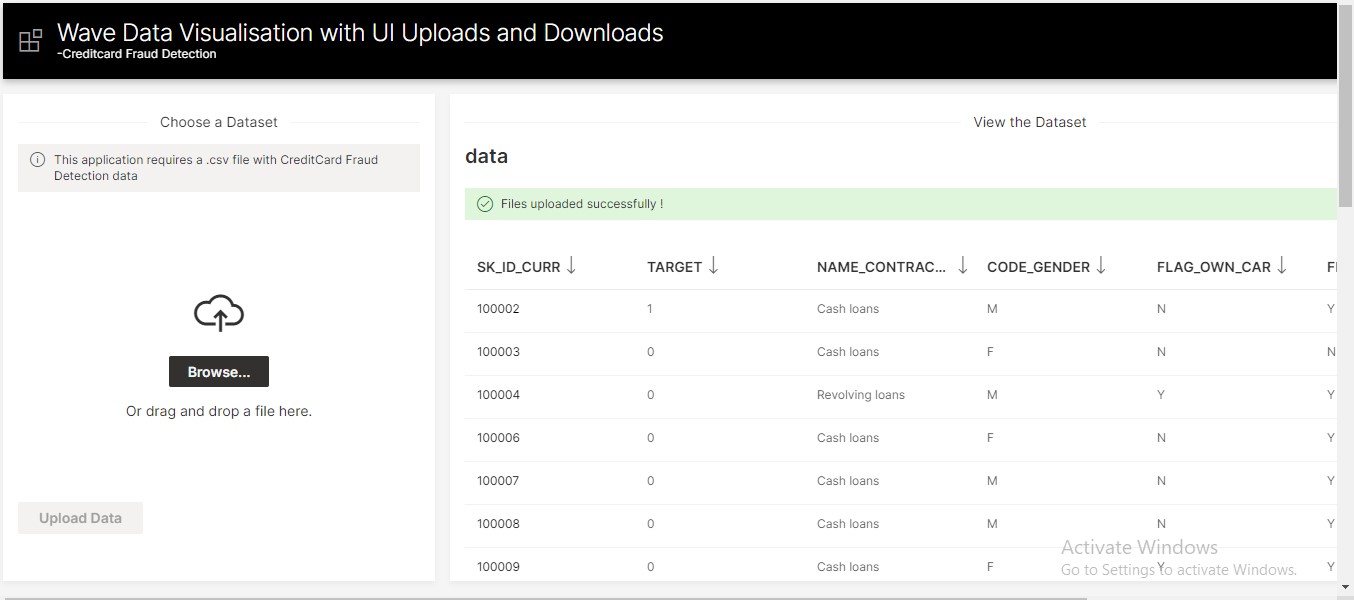 Wave Data Visualisation with UI Uploads and Downloads
-Creditcard Fraud Detection
Choose a Dataset
This application requires a .csv file with CreditCard Fraud
Detection data
Browse...
Or drag and drop a file here.
Upload Data
View the Dataset
data
Files uploaded successfully !
SK_ID_CURR TARGET NAME_CONTRAC... CODE_GENDER FLAG_OWN_CAR
100002 1 Cash loans M N Y
100003 0 Cash loans F N N
100004 0 Revolving loans M Y Y
100006 0 Cash loans F N Y
100007 0 Cash loans M N Y
100008 0 Cash loans M N Y
100009 0 Cash loans F Y Y
Activate Windows
Go to Settings to activate Windows.